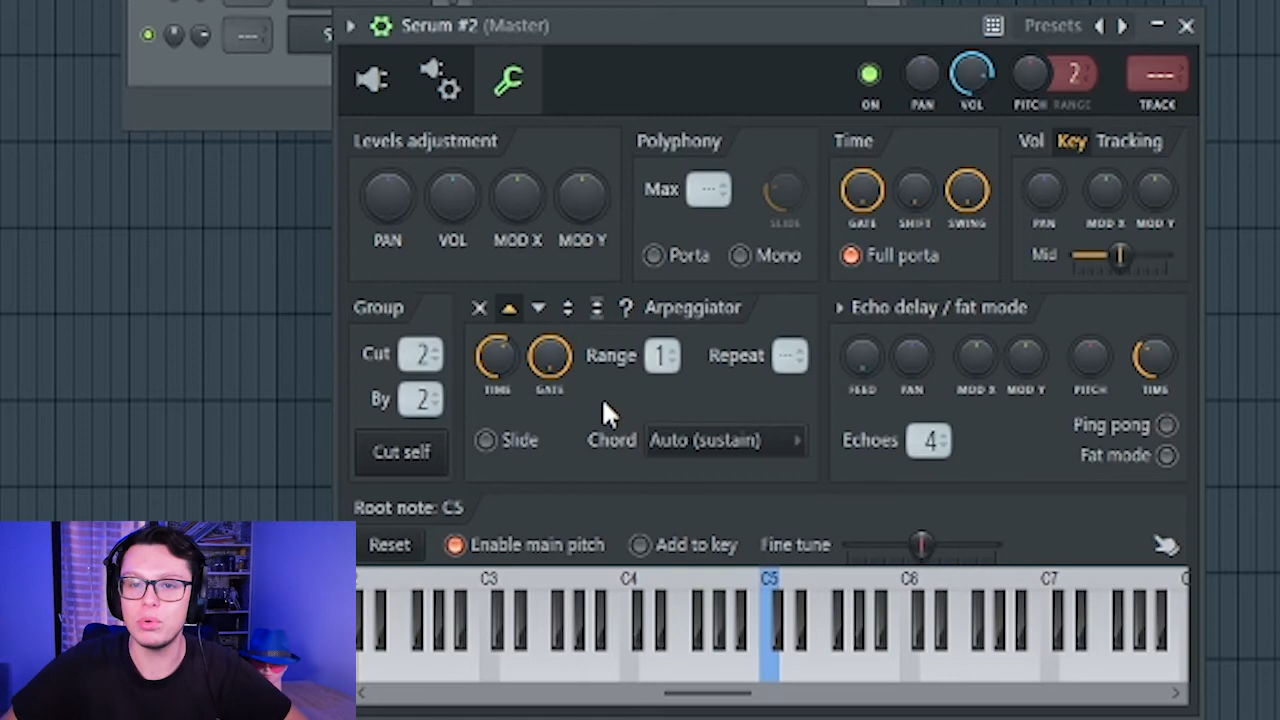 Serum #2 (Master)
Presets
---
ON
PAN
VOL
PITCH
RANGE
2
---
TRACK
Levels adjustment
PAN
VOL
MOD X
MOD Y
Polyphony
Max
---
SLIDE
Porta
Mono
Time
GATE
SHIFT
SWING
Full porta
Vol
Key
Tracking
PAN
MOD X
MOD Y
Mid
Group
Cut
2
By
2
Cut self
? Arpeggiator
TIME
GATE
Range
1
Repeat
---
Slide
Chord
Auto (sustain)
Echo delay / fat mode
FEED
PAN
MOD X
MOD Y
PITCH
TIME
Echoes
4
Ping pong
Fat mode
Root note: C5
Reset
Enable main pitch
Add to key
Fine tune
C3
C4
C5
C6
C7